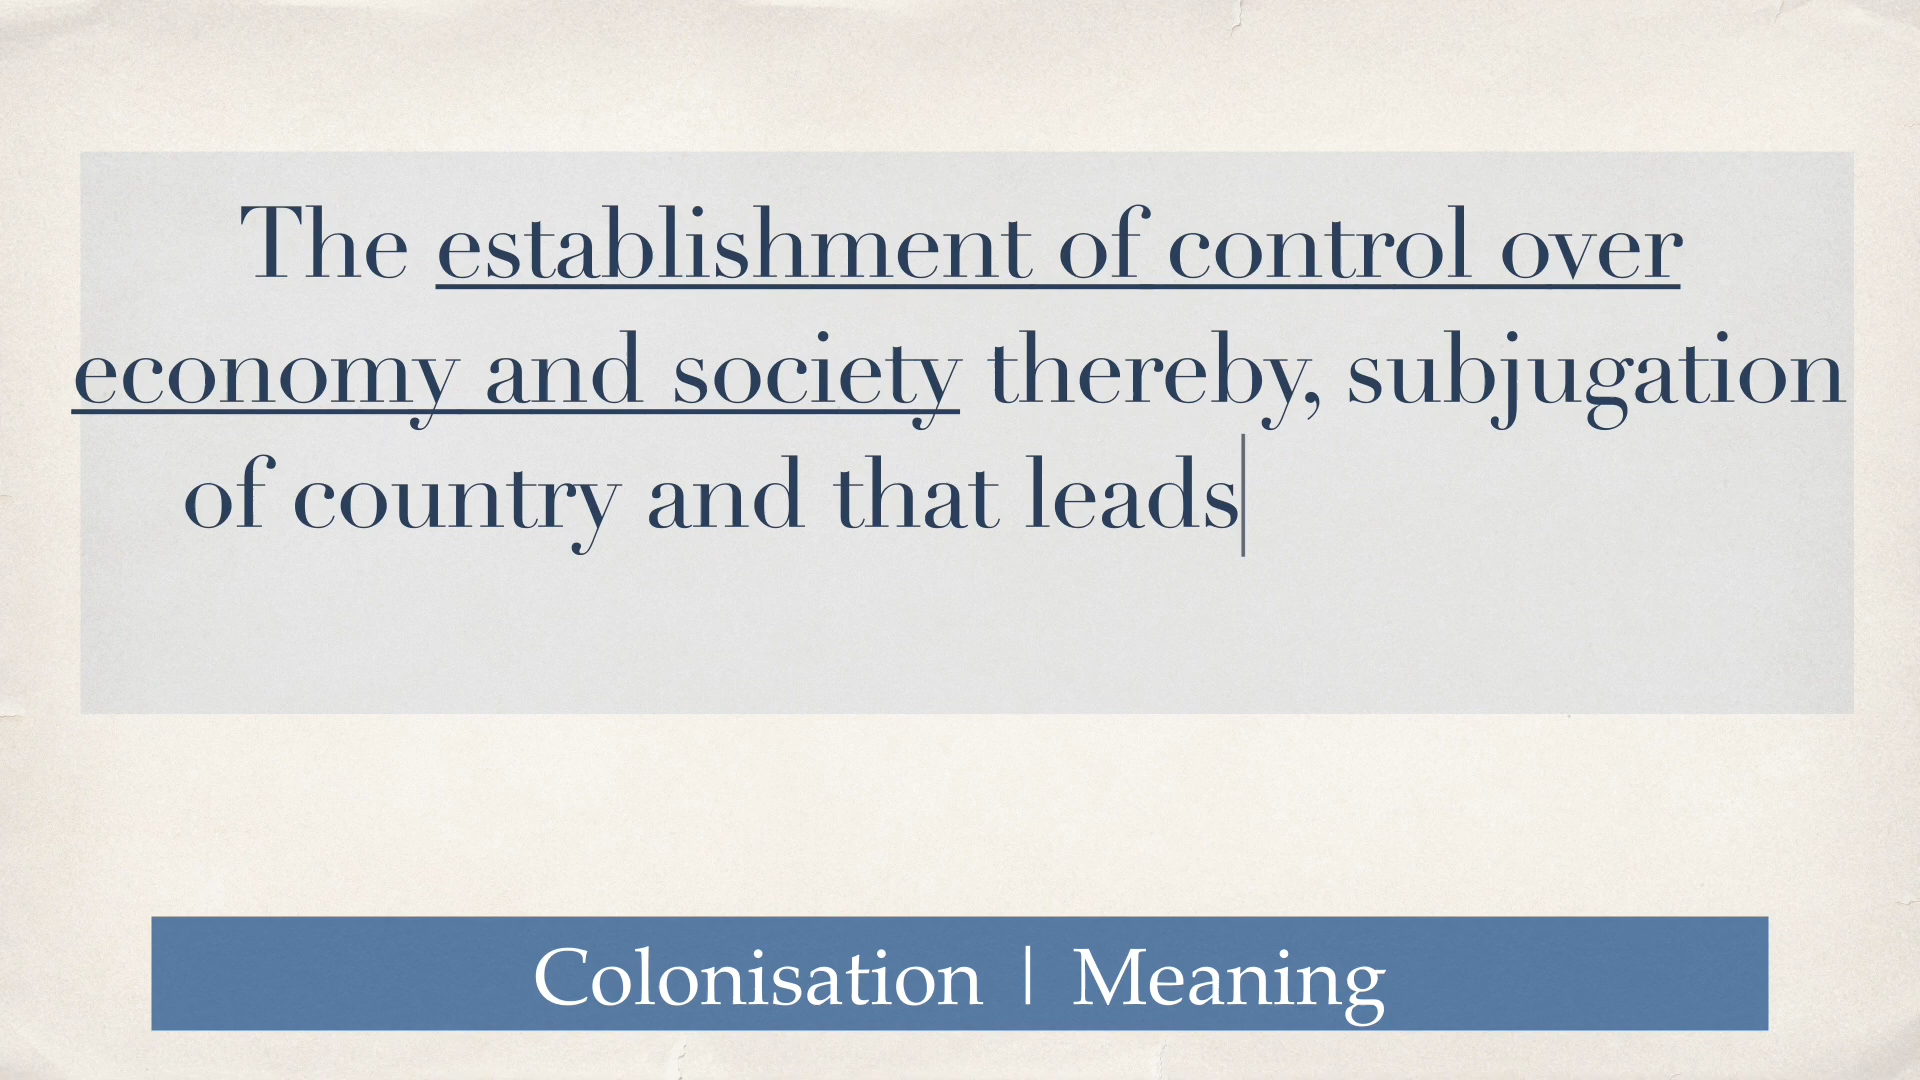 The establishment of control over
economy and society thereby, subjugation
of country and that leads
Colonisation | Meaning